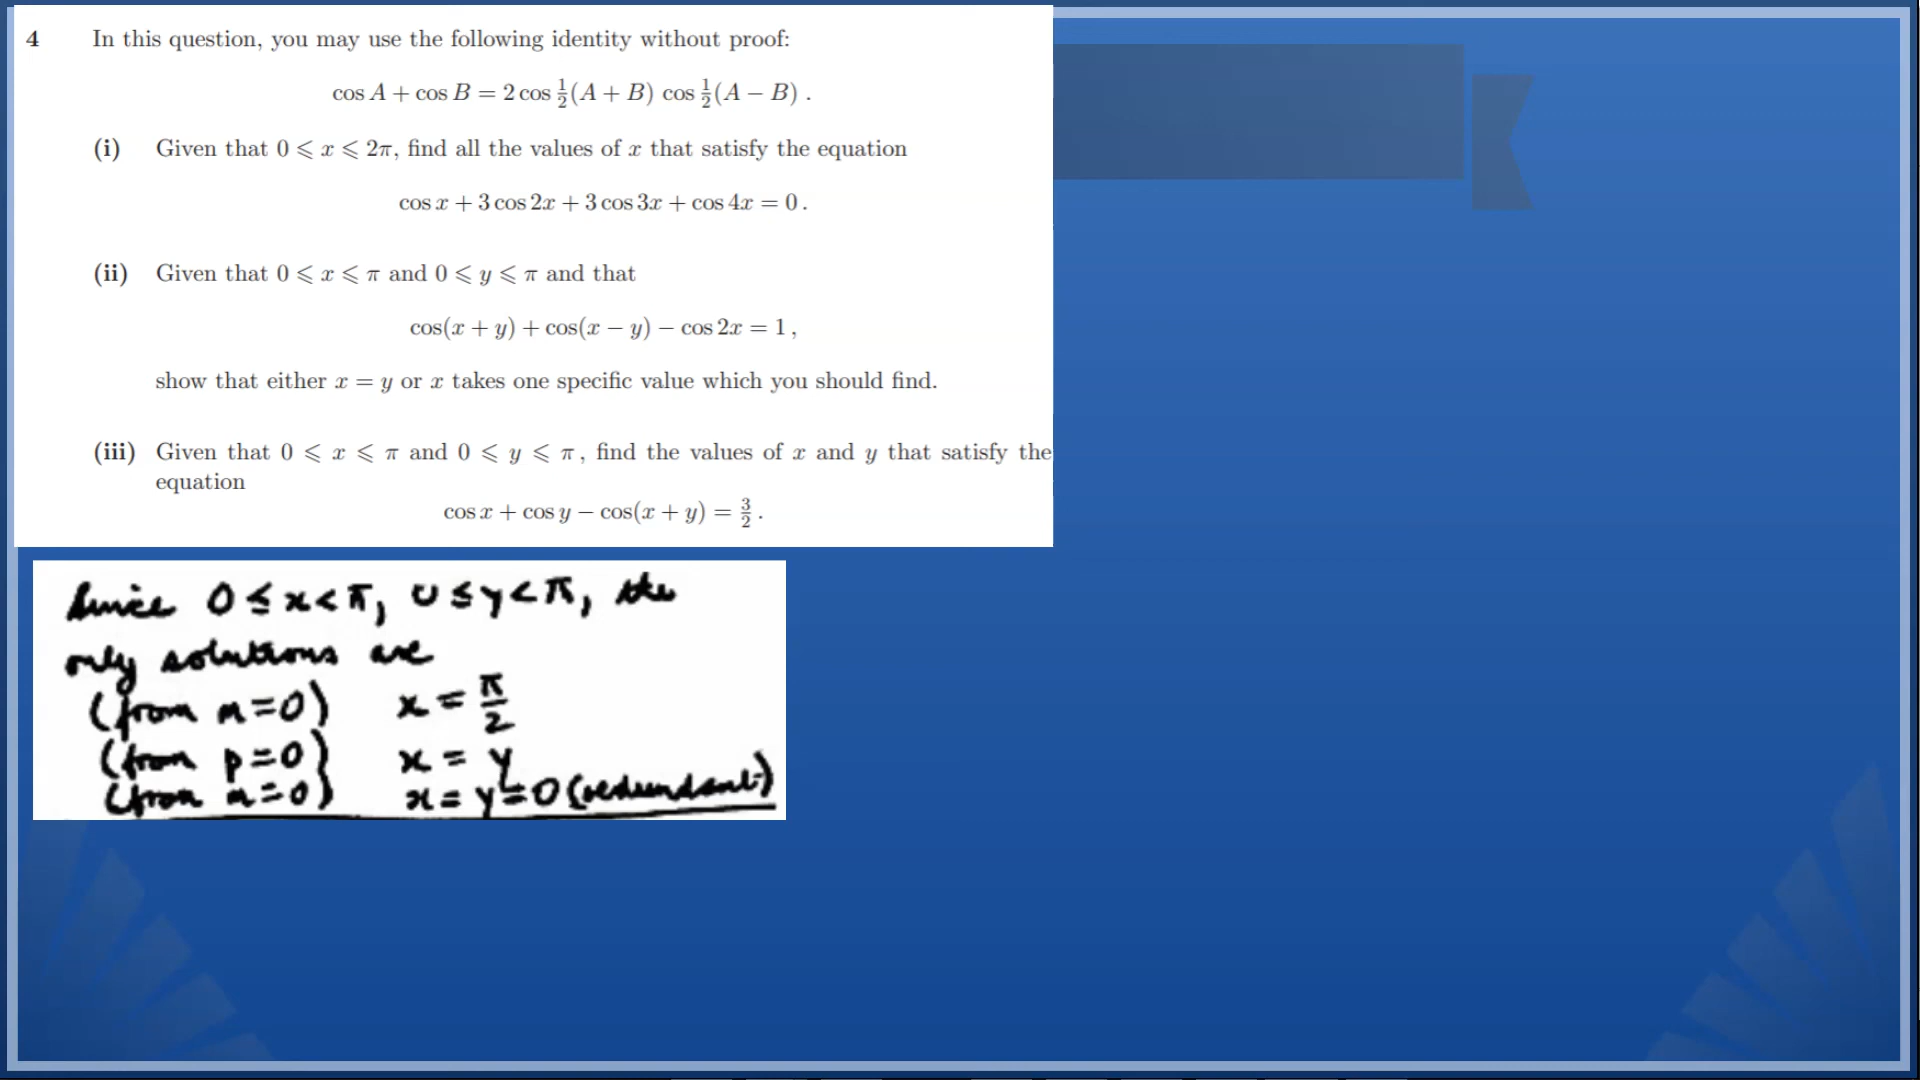 4 In this question, you may use the following identity without proof:
cos A + cos B = 2 cos ½(A + B) cos ½(A − B) .
(i) Given that 0 ⩽ x ⩽ 2π, find all the values of x that satisfy the equation
cos x + 3 cos 2x + 3 cos 3x + cos 4x = 0 .
(ii) Given that 0 ⩽ x ⩽ π and 0 ⩽ y ⩽ π and that
cos(x + y) + cos(x − y) − cos 2x = 1 ,
show that either x = y or x takes one specific value which you should find.
(iii) Given that 0 ⩽ x ⩽ π and 0 ⩽ y ⩽ π , find the values of x and y that satisfy the
equation
cos x + cos y − cos(x + y) = 3/2 .
Since 0 ≤ x < π, 0 ≤ y < π, the
only solutions are
(from n=0) x = π/2
(from p=0) x = y
(from n=0) x = y = 0 (redundant)